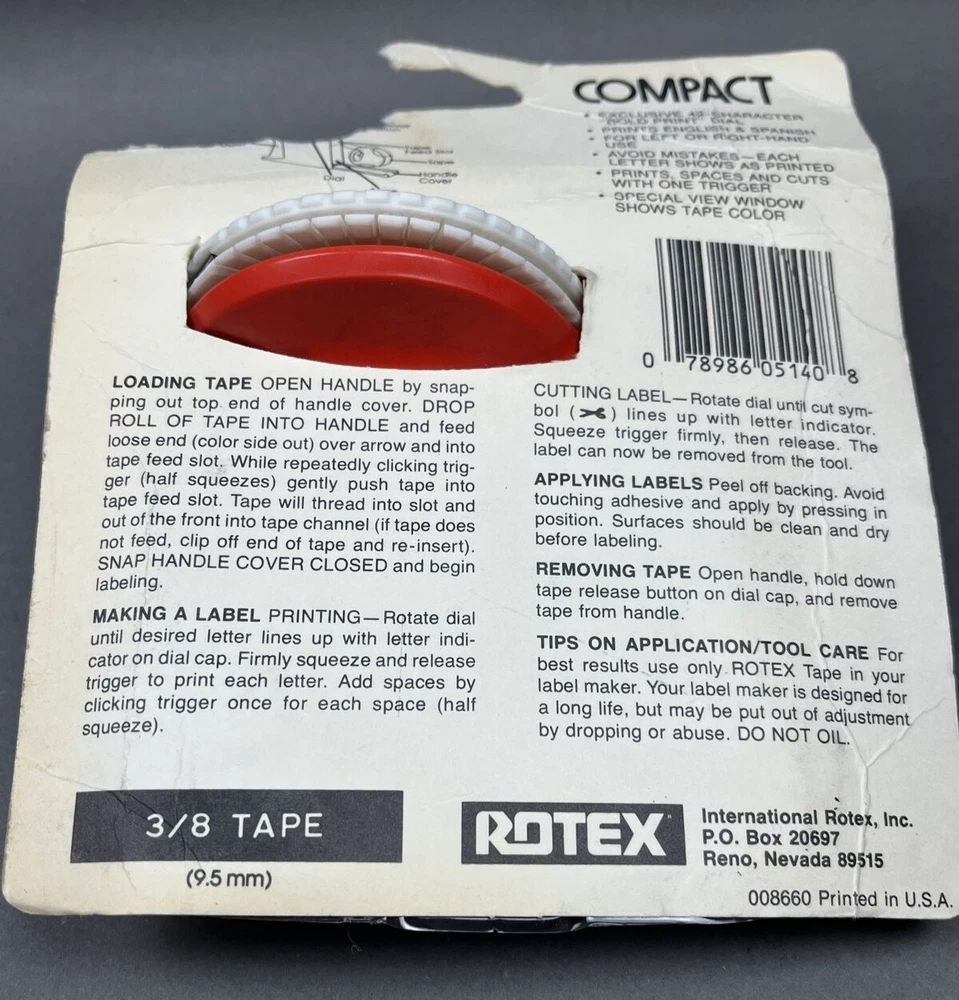 COMPACT
• EXCLUSIVE 42-CHARACTER
"BOLD PRINT" DIAL
• PRINTS ENGLISH & SPANISH
• FOR LEFT OR RIGHT-HAND
USE
• AVOID MISTAKES—EACH
LETTER SHOWS AS PRINTED
• PRINTS, SPACES AND CUTS
WITH ONE TRIGGER
• SPECIAL VIEW WINDOW
SHOWS TAPE COLOR
Tape
Feed Slot
Tape
Dial
Handle
Cover
0 78986 05140 8
LOADING TAPE OPEN HANDLE by snap-
ping out top end of handle cover. DROP
ROLL OF TAPE INTO HANDLE and feed
loose end (color side out) over arrow and into
tape feed slot. While repeatedly clicking trig-
ger (half squeezes) gently push tape into
tape feed slot. Tape will thread into slot and
out of the front into tape channel (if tape does
not feed, clip off end of tape and re-insert).
SNAP HANDLE COVER CLOSED and begin
labeling.
MAKING A LABEL PRINTING—Rotate dial
until desired letter lines up with letter indi-
cator on dial cap. Firmly squeeze and release
trigger to print each letter. Add spaces by
clicking trigger once for each space (half
squeeze).
CUTTING LABEL—Rotate dial until cut sym-
bol (✂) lines up with letter indicator.
Squeeze trigger firmly, then release. The
label can now be removed from the tool.
APPLYING LABELS Peel off backing. Avoid
touching adhesive and apply by pressing in
position. Surfaces should be clean and dry
before labeling.
REMOVING TAPE Open handle, hold down
tape release button on dial cap, and remove
tape from handle.
TIPS ON APPLICATION/TOOL CARE For
best results use only ROTEX Tape in your
label maker. Your label maker is designed for
a long life, but may be put out of adjustment
by dropping or abuse. DO NOT OIL.
3/8 TAPE
(9.5 mm)
ROTEX
International Rotex, Inc.
P.O. Box 20697
Reno, Nevada 89515
008660 Printed in U.S.A.